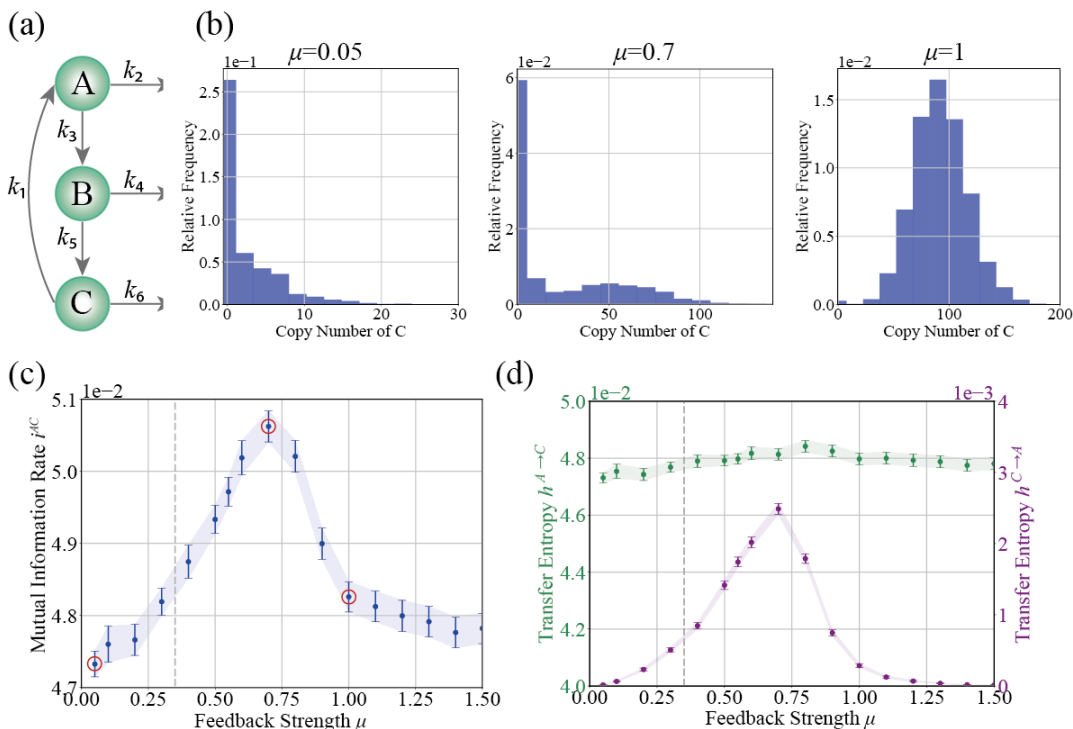 (a)
A
B
C
k₁
k₂
k₃
k₄
k₅
k₆
(b)
μ=0.05
1e−1
Relative Frequency
2.5
2.0
1.5
1.0
0.5
0.0
0 10 20 30
Copy Number of C
μ=0.7
1e−2
Relative Frequency
6
4
2
0
50 100
Copy Number of C
μ=1
1e−2
Relative Frequency
1.5
1.0
0.5
0.0
0 100 200
Copy Number of C
(c)
1e−2
Mutual Information Rate i^AC
5.1
5.0
4.9
4.8
4.7
0.00 0.25 0.50 0.75 1.00 1.25 1.50
Feedback Strength μ
(d)
1e−2
1e−3
Transfer Entropy h^A→C
5.0
4.8
4.6
4.4
4.2
4.0
Transfer Entropy h^C→A
4
3
2
1
0
0.00 0.25 0.50 0.75 1.00 1.25 1.50
Feedback Strength μ